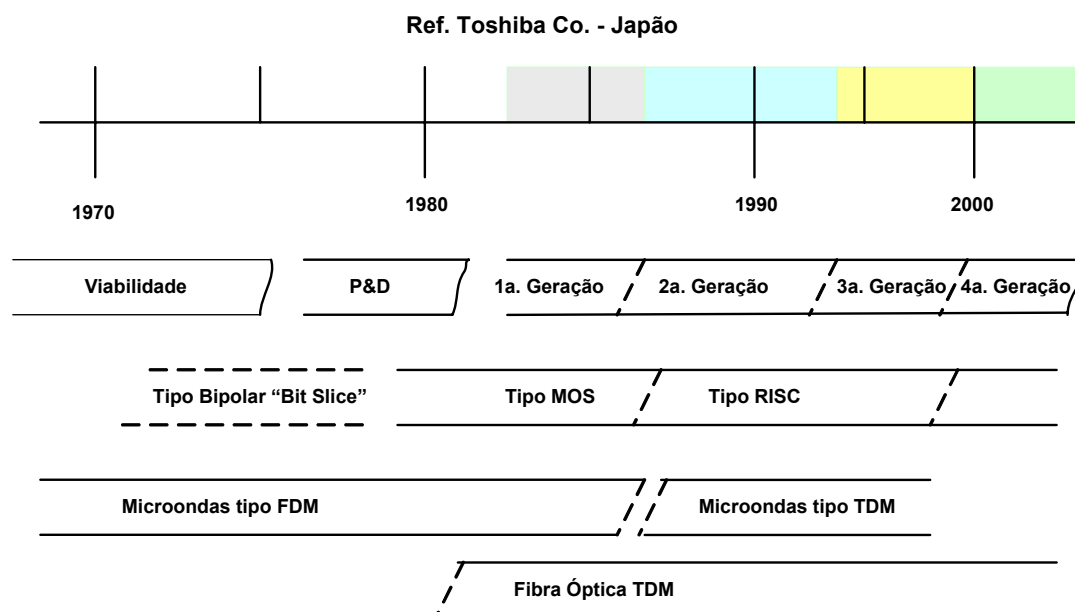 Ref. Toshiba Co. - Japão
1970 1980 1990 2000
Viabilidade P&D 1a. Geração 2a. Geração 3a. Geração 4a. Geração
Tipo Bipolar “Bit Slice” Tipo MOS Tipo RISC
Microondas tipo FDM Microondas tipo TDM
Fibra Óptica TDM